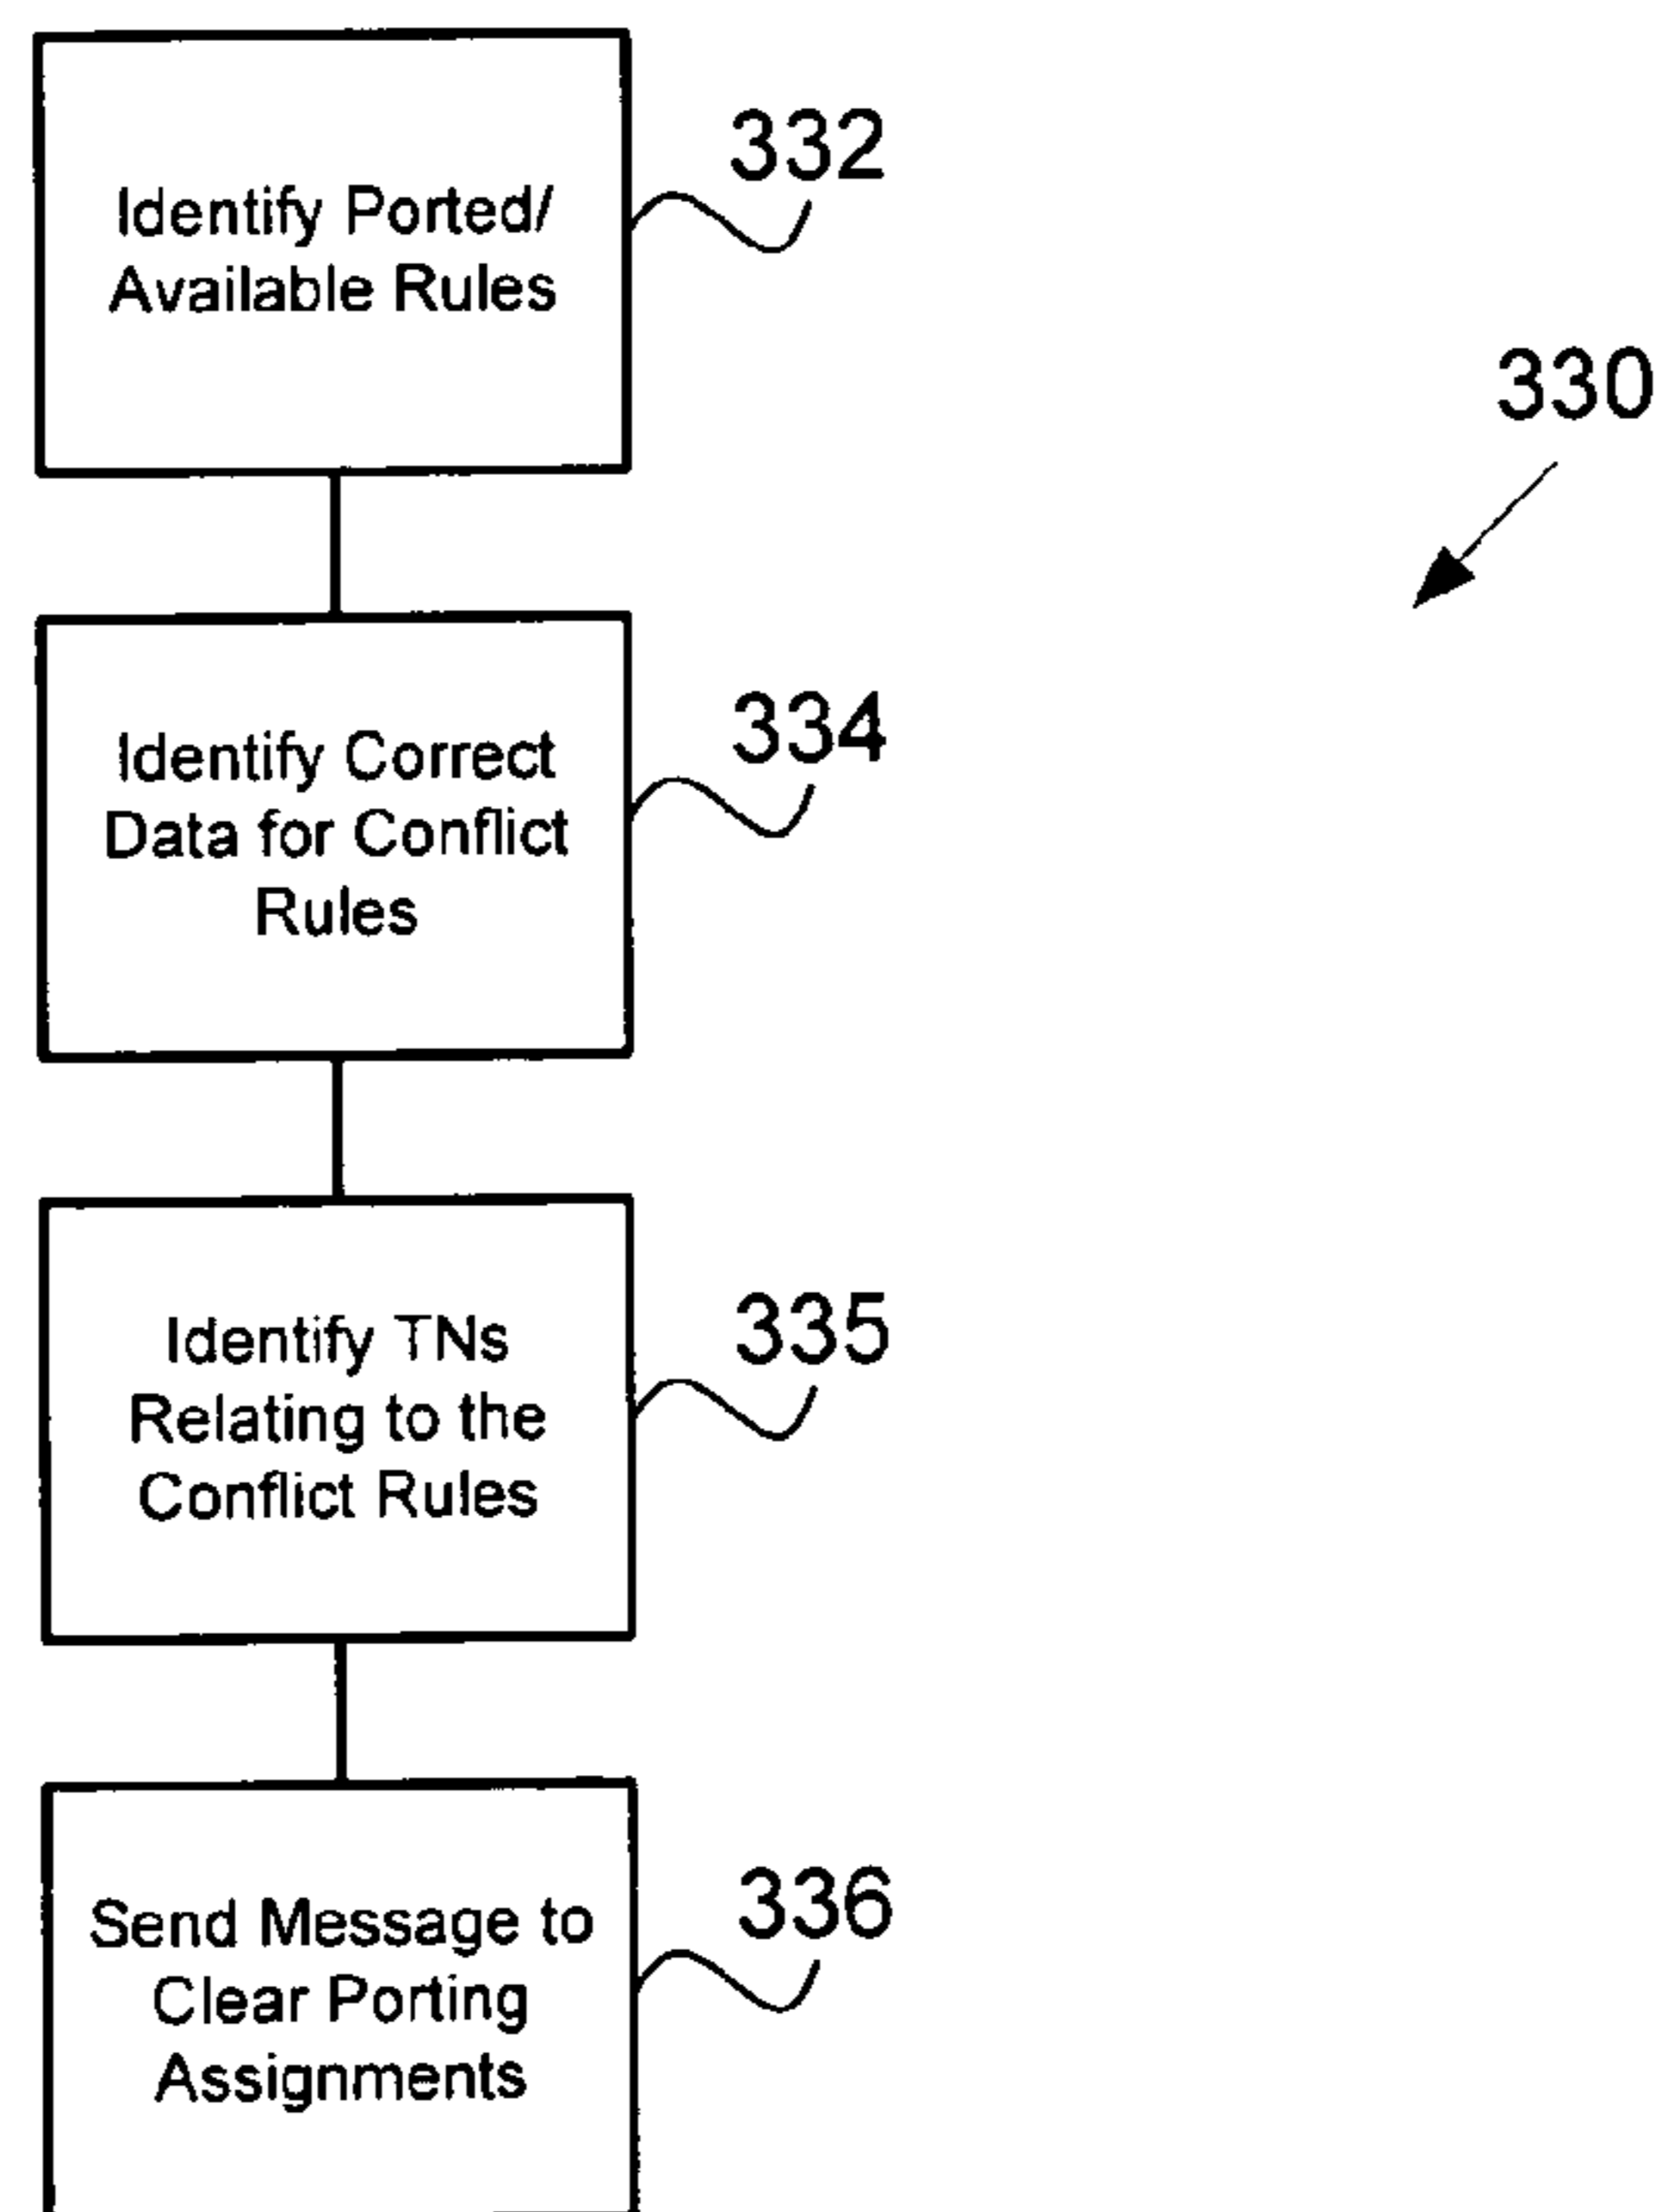 Identify Ported/
Available Rules
332
330
Identify Correct
Data for Conflict
Rules
334
Identify TNs
Relating to the
Conflict Rules
335
Send Message to
Clear Porting
Assignments
336